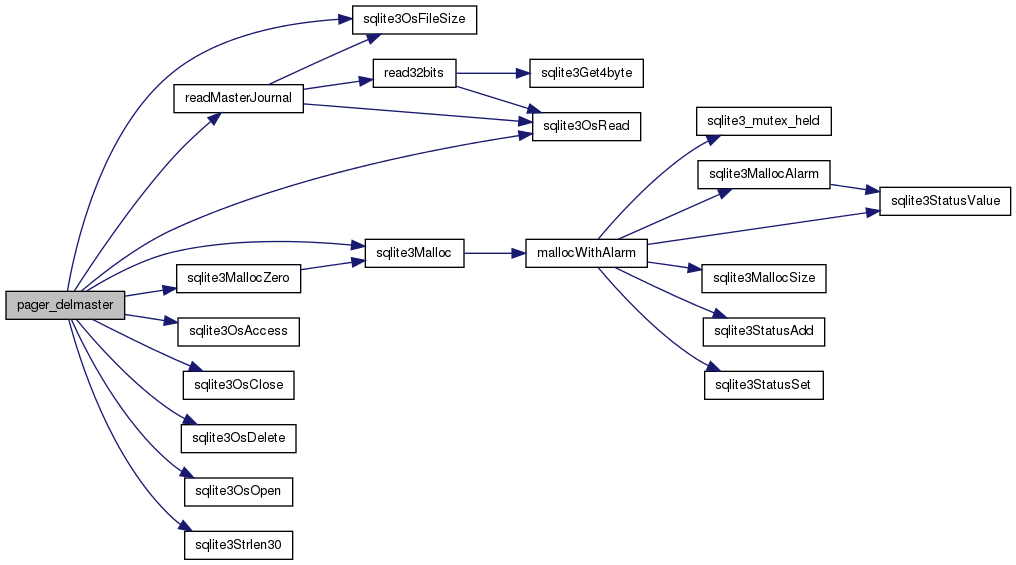 sqlite3OsFileSize
read32bits
sqlite3Get4byte
readMasterJournal
sqlite3OsRead
sqlite3_mutex_held
sqlite3MallocAlarm
sqlite3StatusValue
sqlite3Malloc
mallocWithAlarm
sqlite3MallocZero
sqlite3MallocSize
pager_delmaster
sqlite3OsAccess
sqlite3StatusAdd
sqlite3OsClose
sqlite3StatusSet
sqlite3OsDelete
sqlite3OsOpen
sqlite3Strlen30